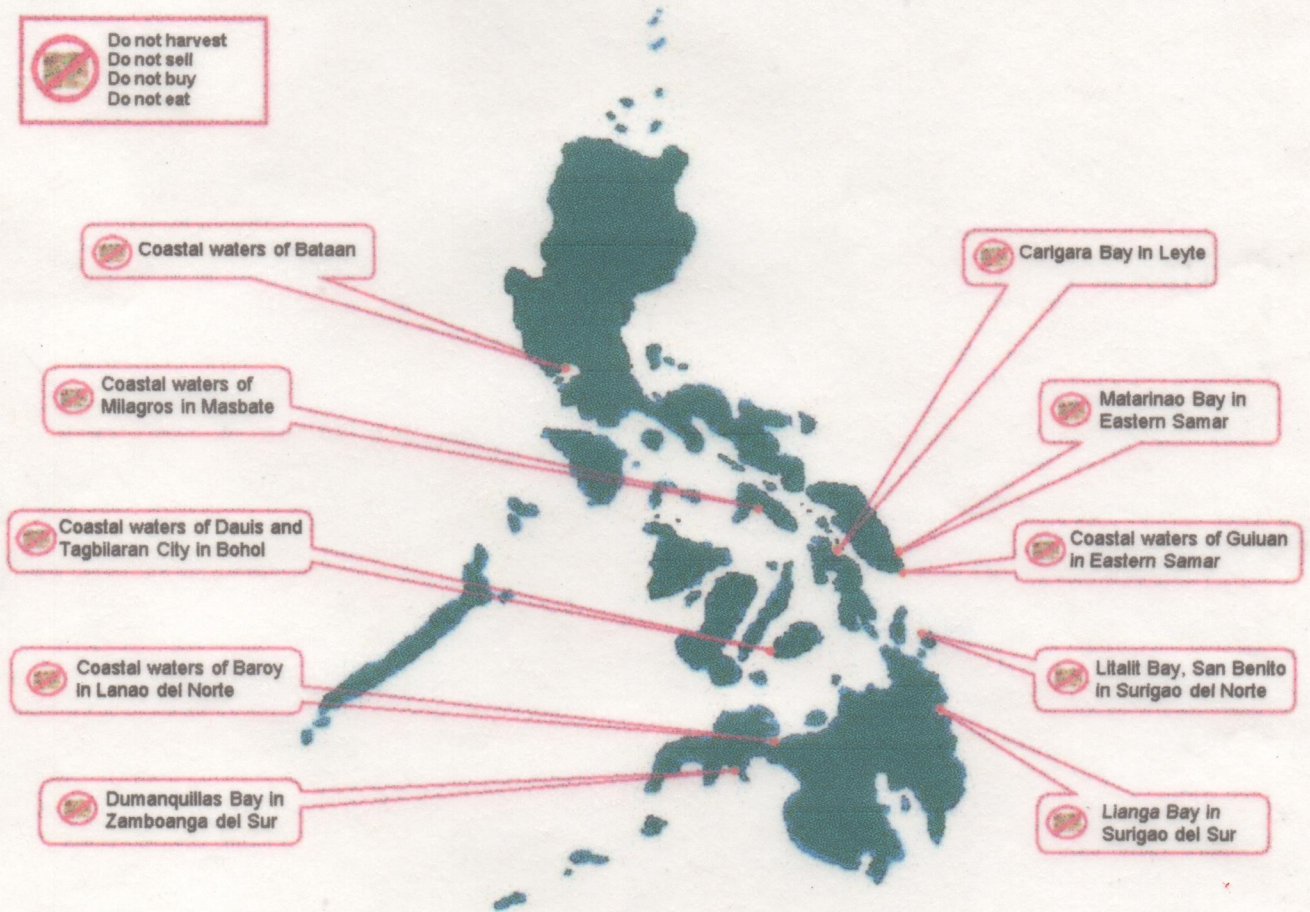 Do not harvest
Do not sell
Do not buy
Do not eat
Coastal waters of Bataan
Coastal waters of
Milagros in Masbate
Coastal waters of Dauis and
Tagbilaran City in Bohol
Coastal waters of Baroy
in Lanao del Norte
Dumanquillas Bay in
Zamboanga del Sur
Carigara Bay in Leyte
Matarinao Bay in
Eastern Samar
Coastal waters of Guiuan
in Eastern Samar
Litalit Bay, San Benito
in Surigao del Norte
Lianga Bay in
Surigao del Sur